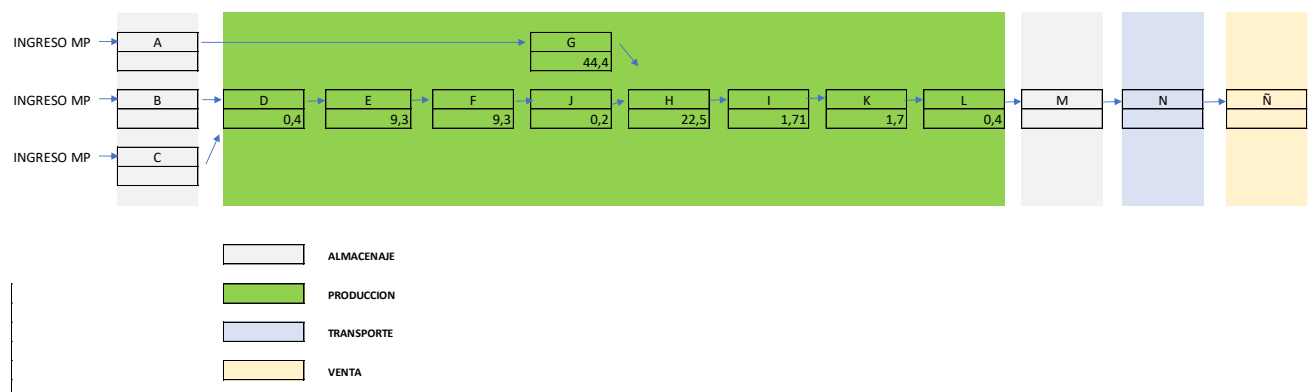 INGRESO MP A G
44,4
INGRESO MP B D E F J H I K L M N Ñ
0,4 9,3 9,3 0,2 22,5 1,71 1,7 0,4
INGRESO MP C
ALMACENAJE
PRODUCCION
TRANSPORTE
VENTA